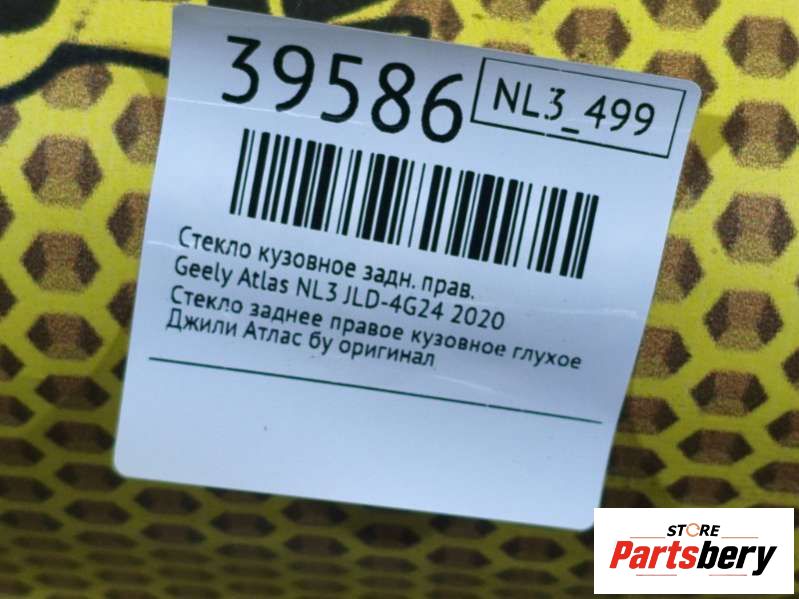 39586
NL3_499
Стекло кузовное задн. прав.
Geely Atlas NL3 JLD-4G24 2020
Стекло заднее правое кузовное глухое
Джили Атлас бу оригинал
STORE
Partsbery